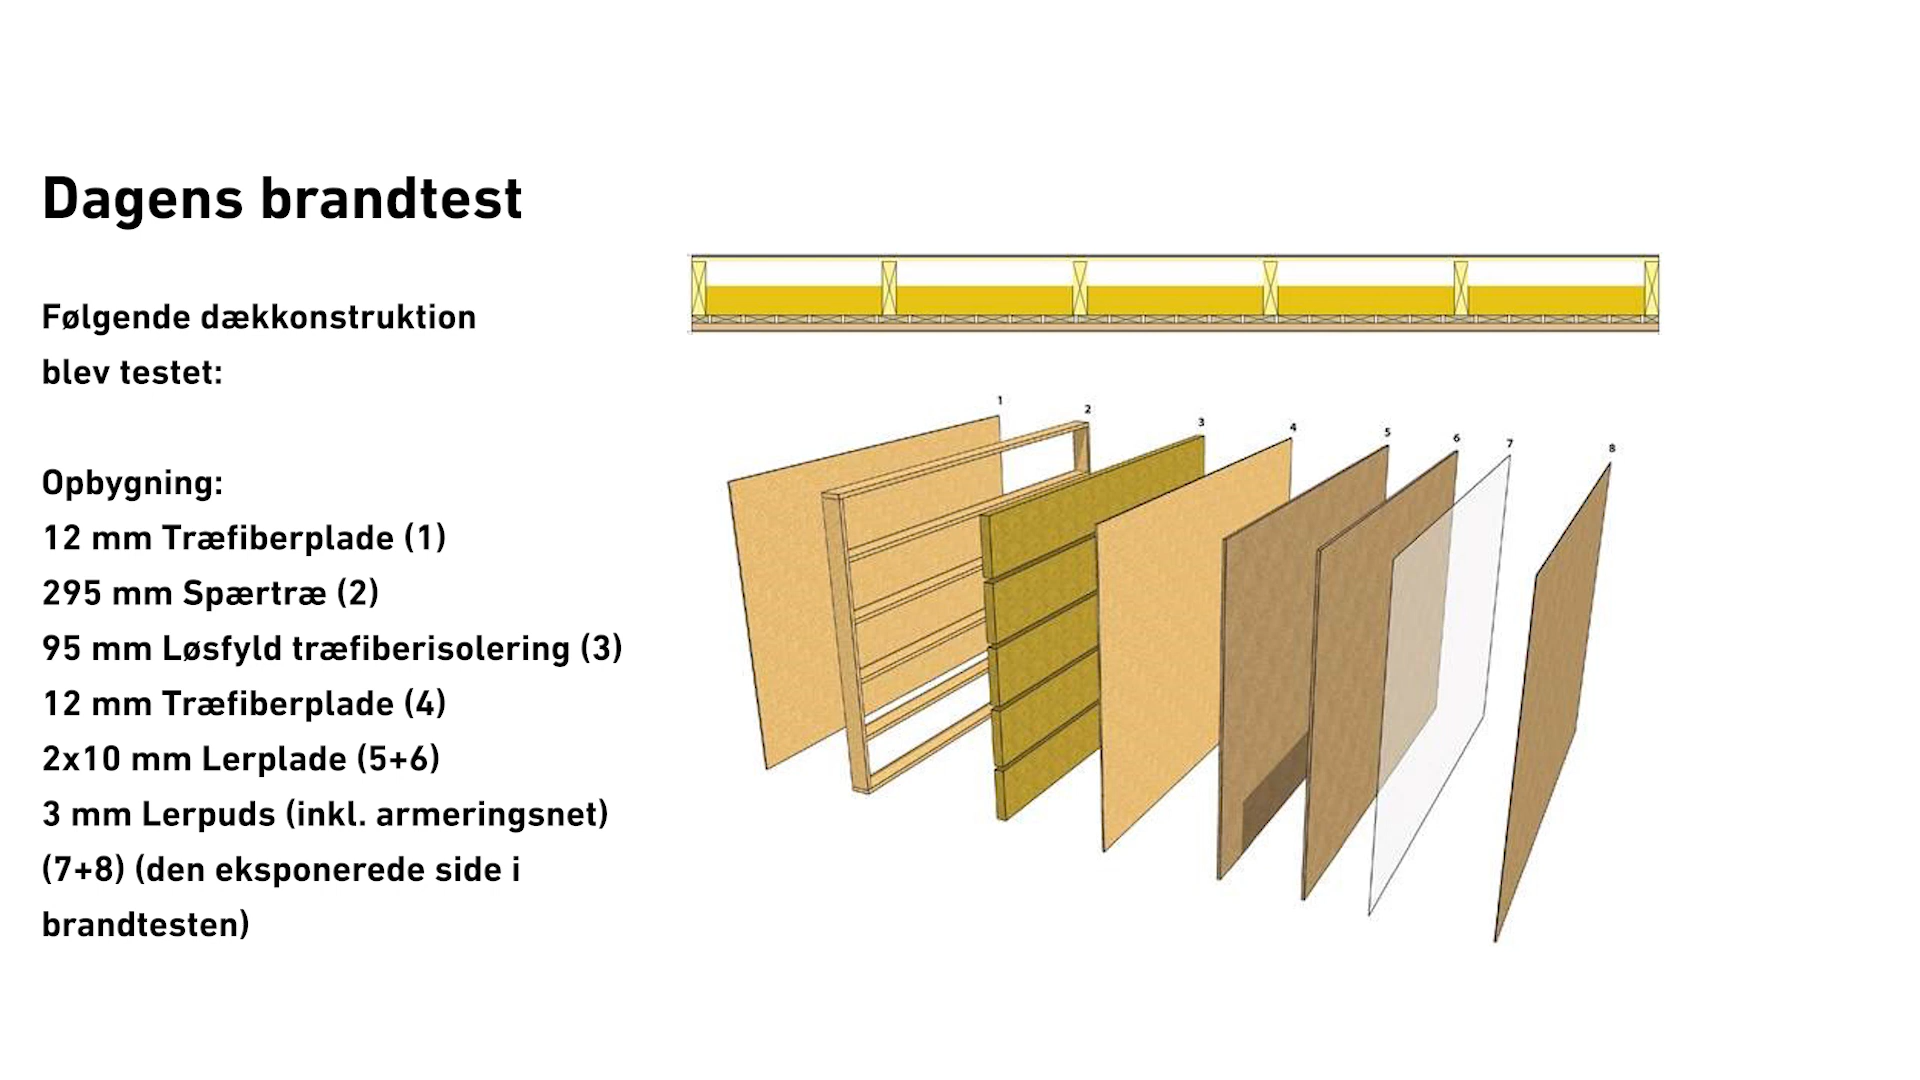 Dagens brandtest
Følgende dækkonstruktion
blev testet:
Opbygning:
12 mm Træfiberplade (1)
295 mm Spærtræ (2)
95 mm Løsfyld træfiberisolering (3)
12 mm Træfiberplade (4)
2x10 mm Lerplade (5+6)
3 mm Lerpuds (inkl. armeringsnet)
(7+8) (den eksponerede side i
brandtesten)
1
2
3
4
5
6
7
8